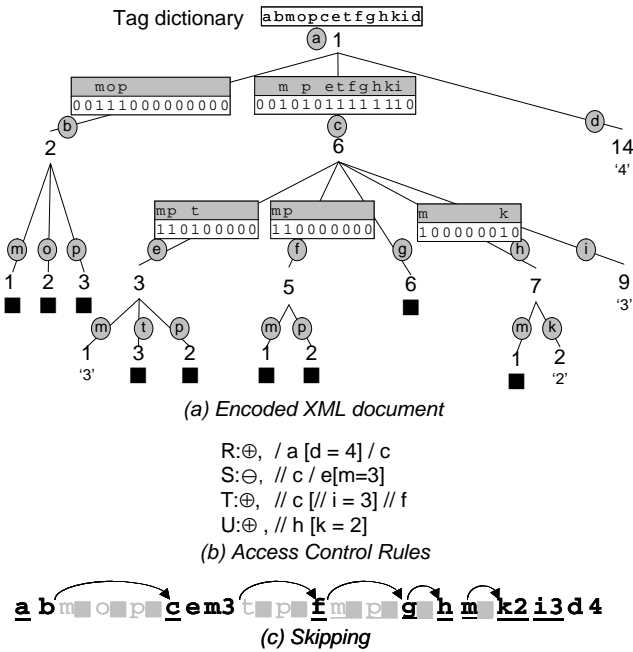 Tag dictionary abmopcetfghkid
a 1
mop m p etfghki
00111000000000 00101011111110
b c d
2 6 14
'4'
mp t mp m k
110100000 110000000 100000010
m o p e f g h i
1 2 3 3 5 6 7 9
'3'
m t p m p m k
1 3 2 1 2 1 2
'3' '2'
(a) Encoded XML document
R:⊕, / a [d = 4] / c
S:⊖, // c / e[m=3]
T:⊕, // c [// i = 3] // f
U:⊕ , // h [k = 2]
(b) Access Control Rules
a b m o p c e m 3 t p f m p g h m k 2 i 3 d 4
(c) Skipping